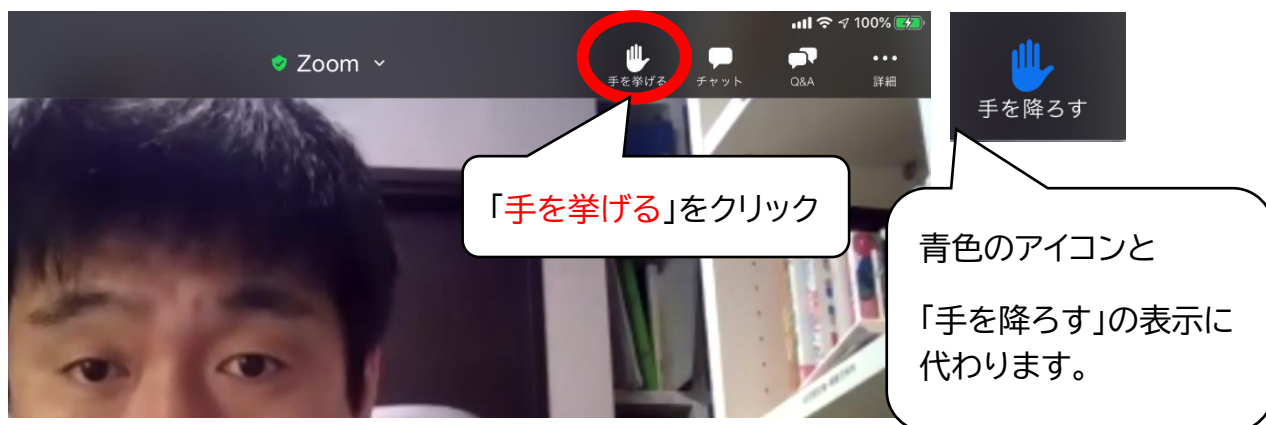 100%
Zoom
手を挙げる
チャット
Q&A
詳細
手を降ろす
「手を挙げる」をクリック
青色のアイコンと
「手を降ろす」の表示に
代わります。